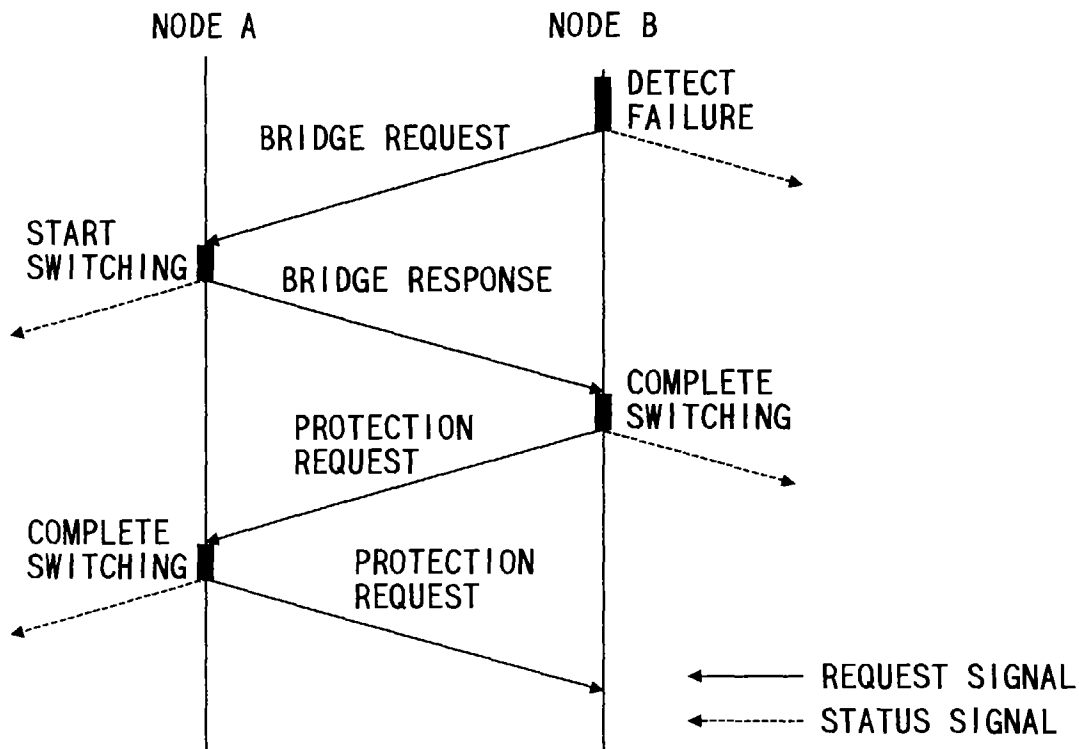 NODE A
NODE B
DETECT
FAILURE
BRIDGE REQUEST
START
SWITCHING
BRIDGE RESPONSE
COMPLETE
SWITCHING
PROTECTION
REQUEST
COMPLETE
SWITCHING
PROTECTION
REQUEST
REQUEST SIGNAL
STATUS SIGNAL